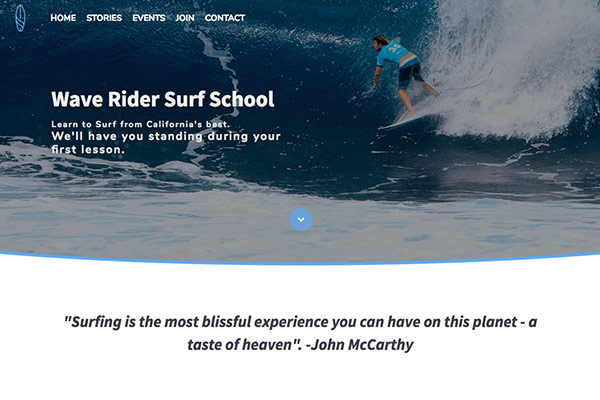 HOME STORIES EVENTS JOIN CONTACT
Wave Rider Surf School
Learn to Surf from California's best.
We'll have you standing during your
first lesson.
"Surfing is the most blissful experience you can have on this planet - a
taste of heaven". -John McCarthy